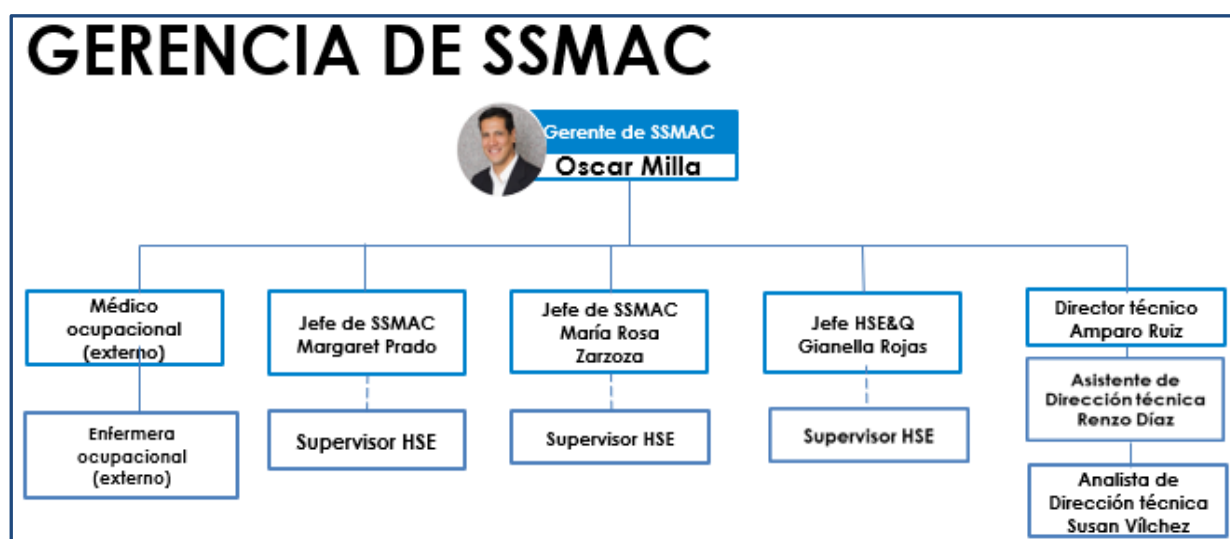 GERENCIA DE SSMAC
Gerente de SSMAC
Oscar Milla
Médico
ocupacional
(externo)
Enfermera
ocupacional
(externo)
Jefe de SSMAC
Margaret Prado
Supervisor HSE
Jefe de SSMAC
María Rosa
Zarzoza
Supervisor HSE
Jefe HSE&Q
Gianella Rojas
Supervisor HSE
Director técnico
Amparo Ruiz
Asistente de
Dirección técnica
Renzo Díaz
Analista de
Dirección técnica
Susan Vílchez